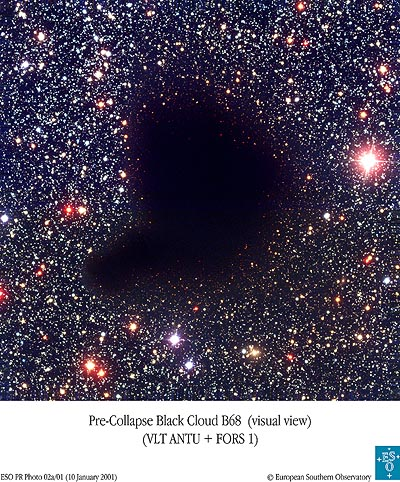 Pre-Collapse Black Cloud B68 (visual view)
(VLT ANTU + FORS 1)
ESO PR Photo 02a/01 (10 January 2001)
© European Southern Observatory
ES
O